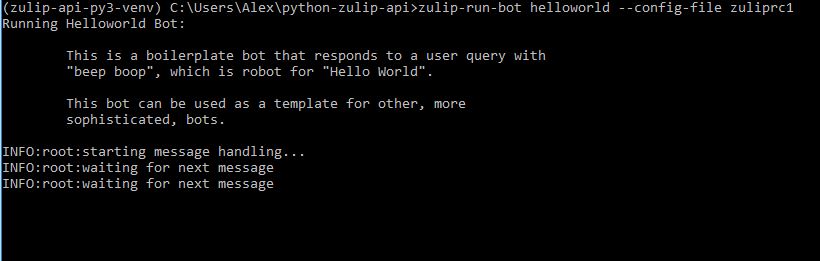 (zulip-api-py3-venv) C:\Users\Alex\python-zulip-api>zulip-run-bot helloworld --config-file zuliprc1
Running Helloworld Bot:
This is a boilerplate bot that responds to a user query with
"beep boop", which is robot for "Hello World".
This bot can be used as a template for other, more
sophisticated, bots.
INFO:root:starting message handling...
INFO:root:waiting for next message
INFO:root:waiting for next message